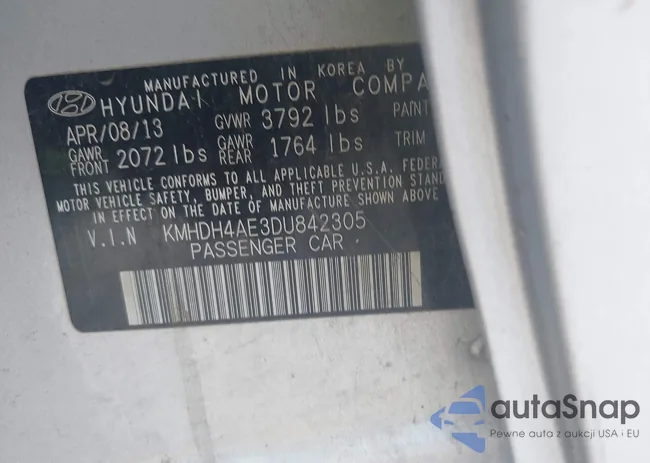 MANUFACTURED IN KOREA BY
HYUNDAI MOTOR COMPA
APR/08/13 GVWR 3792 lbs PAINT
GAWR FRONT 2072 lbs GAWR REAR 1764 lbs TRIM
THIS VEHICLE CONFORMS TO ALL APPLICABLE U.S.A. FEDER
MOTOR VEHICLE SAFETY, BUMPER, AND THEFT PREVENTION STAND
IN EFFECT ON THE DATE OF MANUFACTURE SHOWN ABOVE.
V.I.N KMHDH4AE3DU842305
PASSENGER CAR
autaSnap
Pewne auta z aukcji USA i EU